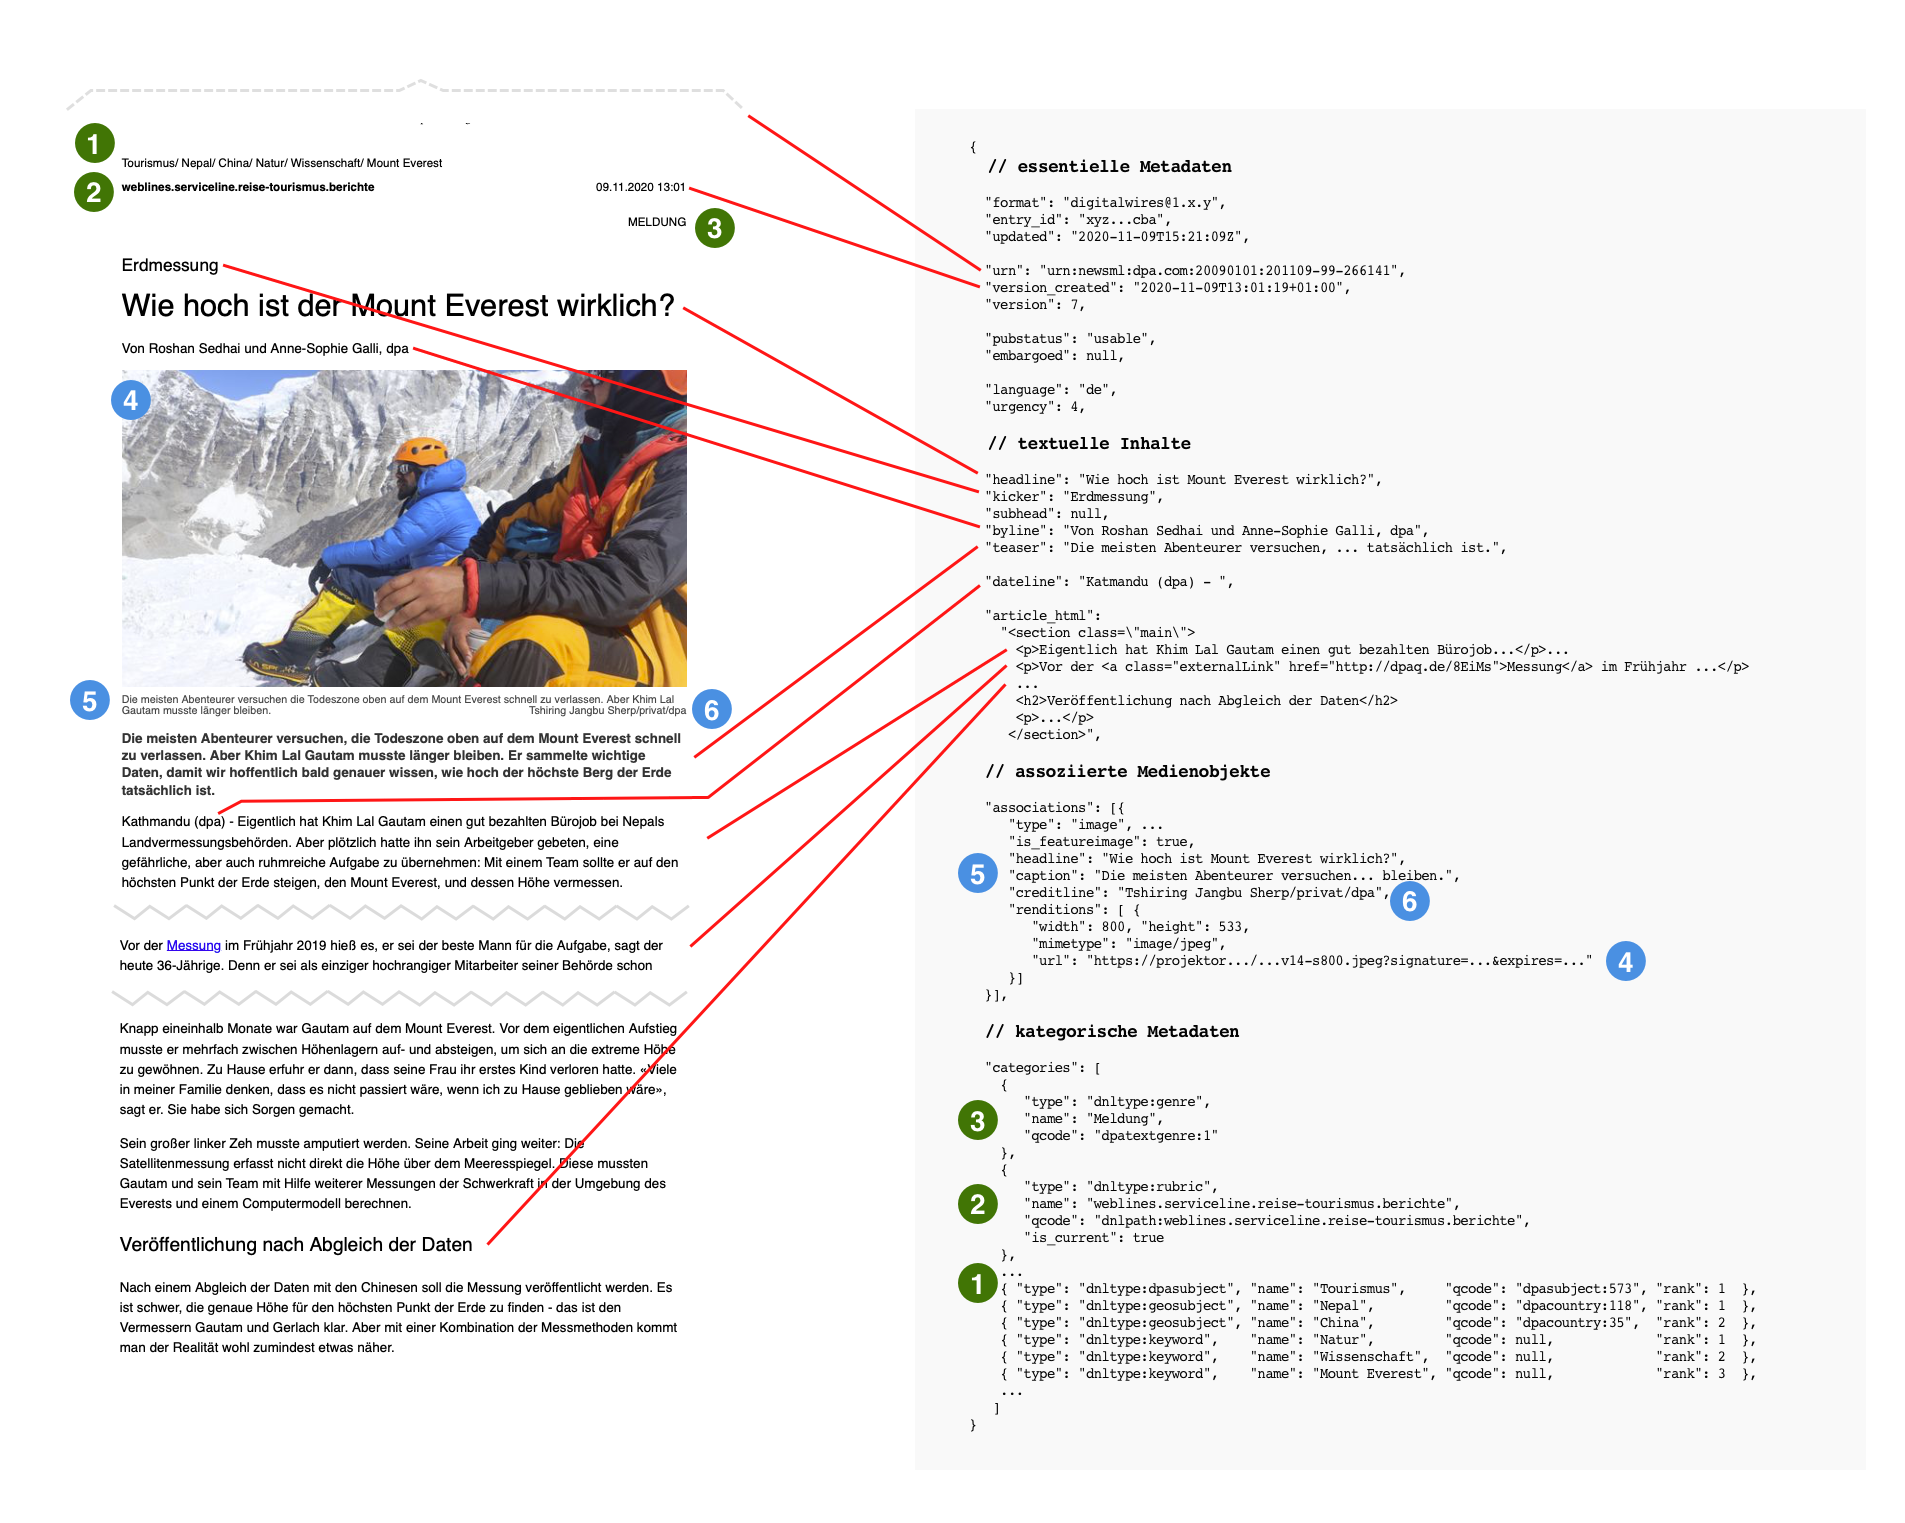 1
Tourismus/ Nepal/ China/ Natur/ Wissenschaft/ Mount Everest
2
weblines.serviceline.reise-tourismus.berichte
09.11.2020 13:01
MELDUNG
3
Erdmessung
Wie hoch ist der Mount Everest wirklich?
Von Roshan Sedhai und Anne-Sophie Galli, dpa
4
5
Die meisten Abenteurer versuchen die Todeszone oben auf dem Mount Everest schnell zu verlassen. Aber Khim Lal
Gautam musste länger bleiben.
Tshiring Jangbu Sherp/privat/dpa
6
Die meisten Abenteurer versuchen, die Todeszone oben auf dem Mount Everest schnell
zu verlassen. Aber Khim Lal Gautam musste länger bleiben. Er sammelte wichtige
Daten, damit wir hoffentlich bald genauer wissen, wie hoch der höchste Berg der Erde
tatsächlich ist.
Kathmandu (dpa) - Eigentlich hat Khim Lal Gautam einen gut bezahlten Bürojob bei Nepals
Landvermessungsbehörden. Aber plötzlich hatte ihn sein Arbeitgeber gebeten, eine
gefährliche, aber auch ruhmreiche Aufgabe zu übernehmen: Mit einem Team sollte er auf den
höchsten Punkt der Erde steigen, den Mount Everest, und dessen Höhe vermessen.
Vor der Messung im Frühjahr 2019 hieß es, er sei der beste Mann für die Aufgabe, sagt der
heute 36-Jährige. Denn er sei als einziger hochrangiger Mitarbeiter seiner Behörde schon
Knapp eineinhalb Monate war Gautam auf dem Mount Everest. Vor dem eigentlichen Aufstieg
musste er mehrfach zwischen Höhenlagern auf- und absteigen, um sich an die extreme Höhe
zu gewöhnen. Zu Hause erfuhr er dann, dass seine Frau ihr erstes Kind verloren hatte. «Viele
in meiner Familie denken, dass es nicht passiert wäre, wenn ich zu Hause geblieben wäre»,
sagt er. Sie habe sich Sorgen gemacht.
Sein großer linker Zeh musste amputiert werden. Seine Arbeit ging weiter: Die
Satellitenmessung erfasst nicht direkt die Höhe über dem Meeresspiegel. Diese mussten
Gautam und sein Team mit Hilfe weiterer Messungen der Schwerkraft in der Umgebung des
Everests und einem Computermodell berechnen.
Veröffentlichung nach Abgleich der Daten
Nach einem Abgleich der Daten mit den Chinesen soll die Messung veröffentlicht werden. Es
ist schwer, die genaue Höhe für den höchsten Punkt der Erde zu finden - das ist den
Vermessern Gautam und Gerlach klar. Aber mit einer Kombination der Messmethoden kommt
man der Realität wohl zumindest etwas näher.
{
// essentielle Metadaten
"format": "digitalwires@1.x.y",
"entry_id": "xyz...cba",
"updated": "2020-11-09T15:21:09Z",
"urn": "urn:newsml:dpa.com:20090101:201109-99-266141",
"version_created": "2020-11-09T13:01:19+01:00",
"version": 7,
"pubstatus": "usable",
"embargoed": null,
"language": "de",
"urgency": 4,
// textuelle Inhalte
"headline": "Wie hoch ist Mount Everest wirklich?",
"kicker": "Erdmessung",
"subhead": null,
"byline": "Von Roshan Sedhai und Anne-Sophie Galli, dpa",
"teaser": "Die meisten Abenteurer versuchen, ... tatsächlich ist.",
"dateline": "Katmandu (dpa) - ",
"article_html":
"<section class=\"main\">
<p>Eigentlich hat Khim Lal Gautam einen gut bezahlten Bürojob...</p>...
<p>Vor der <a class="externalLink" href="http://dpaq.de/8EiMs">Messung</a> im Frühjahr ...</p>
...
<h2>Veröffentlichung nach Abgleich der Daten</h2>
<p>...</p>
</section>",
// assoziierte Medienobjekte
"associations": [{
"type": "image", ...
"is_featureimage": true,
5 "headline": "Wie hoch ist Mount Everest wirklich?",
"caption": "Die meisten Abenteurer versuchen... bleiben.",
"creditline": "Tshiring Jangbu Sherp/privat/dpa", 6
"renditions": [ {
"width": 800, "height": 533,
"mimetype": "image/jpeg",
"url": "https://projektor.../...v14-s800.jpeg?signature=...&expires=..." 4
}]
}],
// kategorische Metadaten
"categories": [
{
"type": "dnltype:genre",
3 "name": "Meldung",
"qcode": "dpatextgenre:1"
},
{
"type": "dnltype:rubric",
2 "name": "weblines.serviceline.reise-tourismus.berichte",
"qcode": "dnlpath:weblines.serviceline.reise-tourismus.berichte",
"is_current": true
},
...
1 { "type": "dnltype:dpasubject", "name": "Tourismus", "qcode": "dpasubject:573", "rank": 1 },
{ "type": "dnltype:geosubject", "name": "Nepal", "qcode": "dpacountry:118", "rank": 1 },
{ "type": "dnltype:geosubject", "name": "China", "qcode": "dpacountry:35", "rank": 2 },
{ "type": "dnltype:keyword", "name": "Natur", "qcode": null, "rank": 1 },
{ "type": "dnltype:keyword", "name": "Wissenschaft", "qcode": null, "rank": 2 },
{ "type": "dnltype:keyword", "name": "Mount Everest", "qcode": null, "rank": 3 },
...
]
}